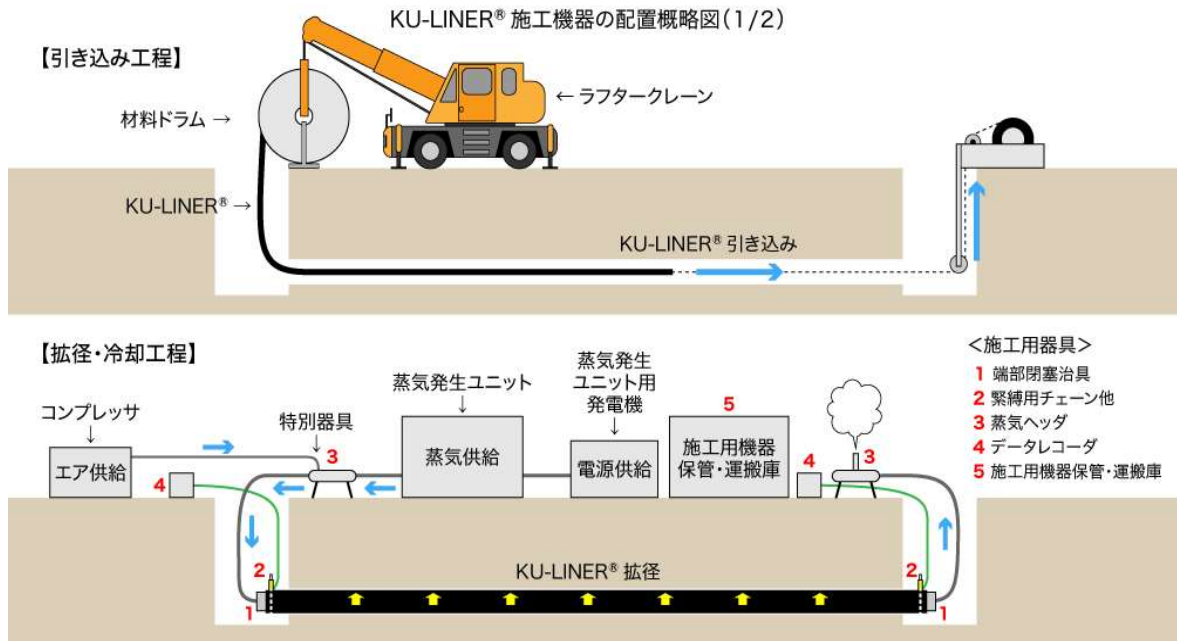 KU-LINER® 施工機器の配置概略図(1/2)
【引き込み工程】
材料ドラム →
← ラフタークレーン
KU-LINER® →
KU-LINER® 引き込み
【拡径・冷却工程】
コンプレッサ
↓
エア供給
4
特別器具
↓
3
蒸気発生ユニット
↓
蒸気供給
蒸気発生
ユニット用
発電機
↓
電源供給
5
施工用機器
保管・運搬庫
4
3
<施工用器具>
1 端部閉塞治具
2 緊縛用チェーン他
3 蒸気ヘッダ
4 データレコーダ
5 施工用機器保管・運搬庫
KU-LINER® 拡径
2
1
2
1